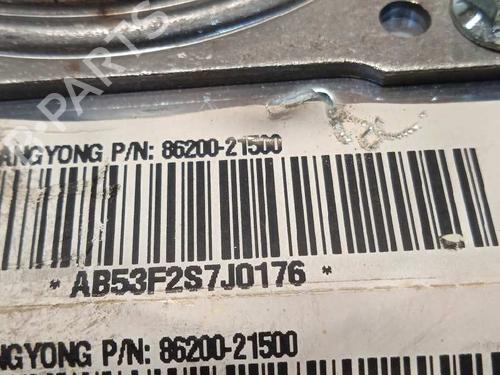 ANGYONG P/N: 86200-21500
* AB53F2S7J0176 *
NGYONG P/N: 86200-21500